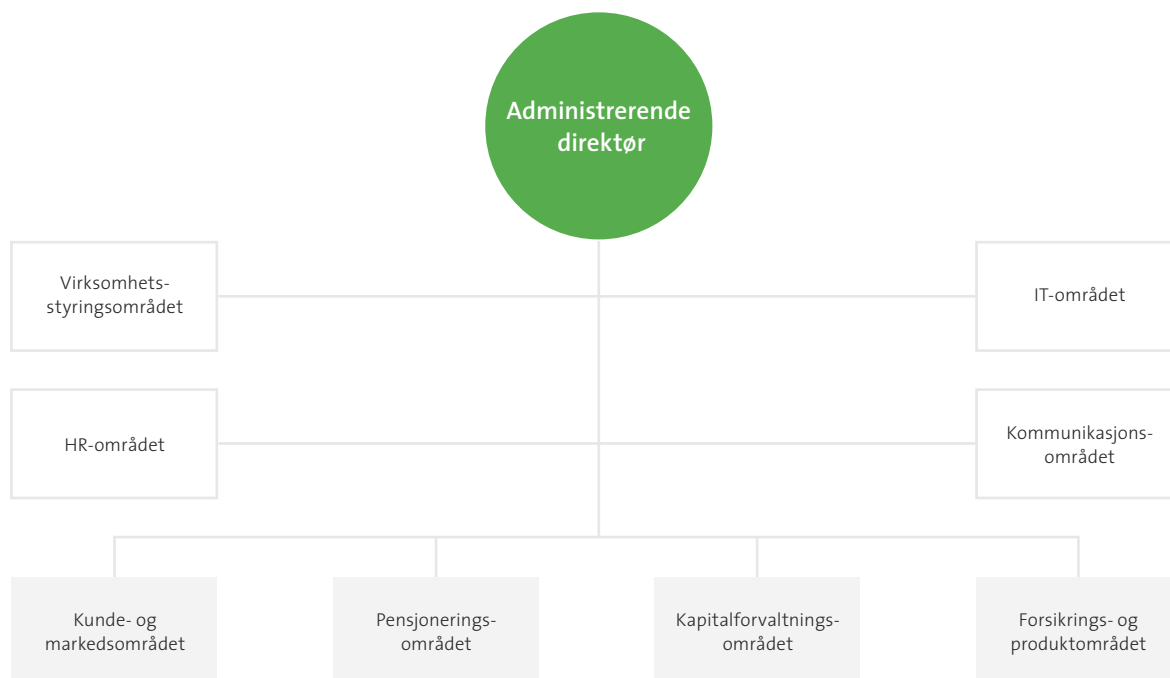 Administrerende
direktør
Virksomhets-
styringsområdet
IT-området
HR-området
Kommunikasjons-
området
Kunde- og
markedsområdet
Pensjonerings-
området
Kapitalforvaltnings-
området
Forsikrings- og
produktområdet